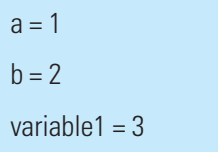 a = 1
b = 2
variable1 = 3